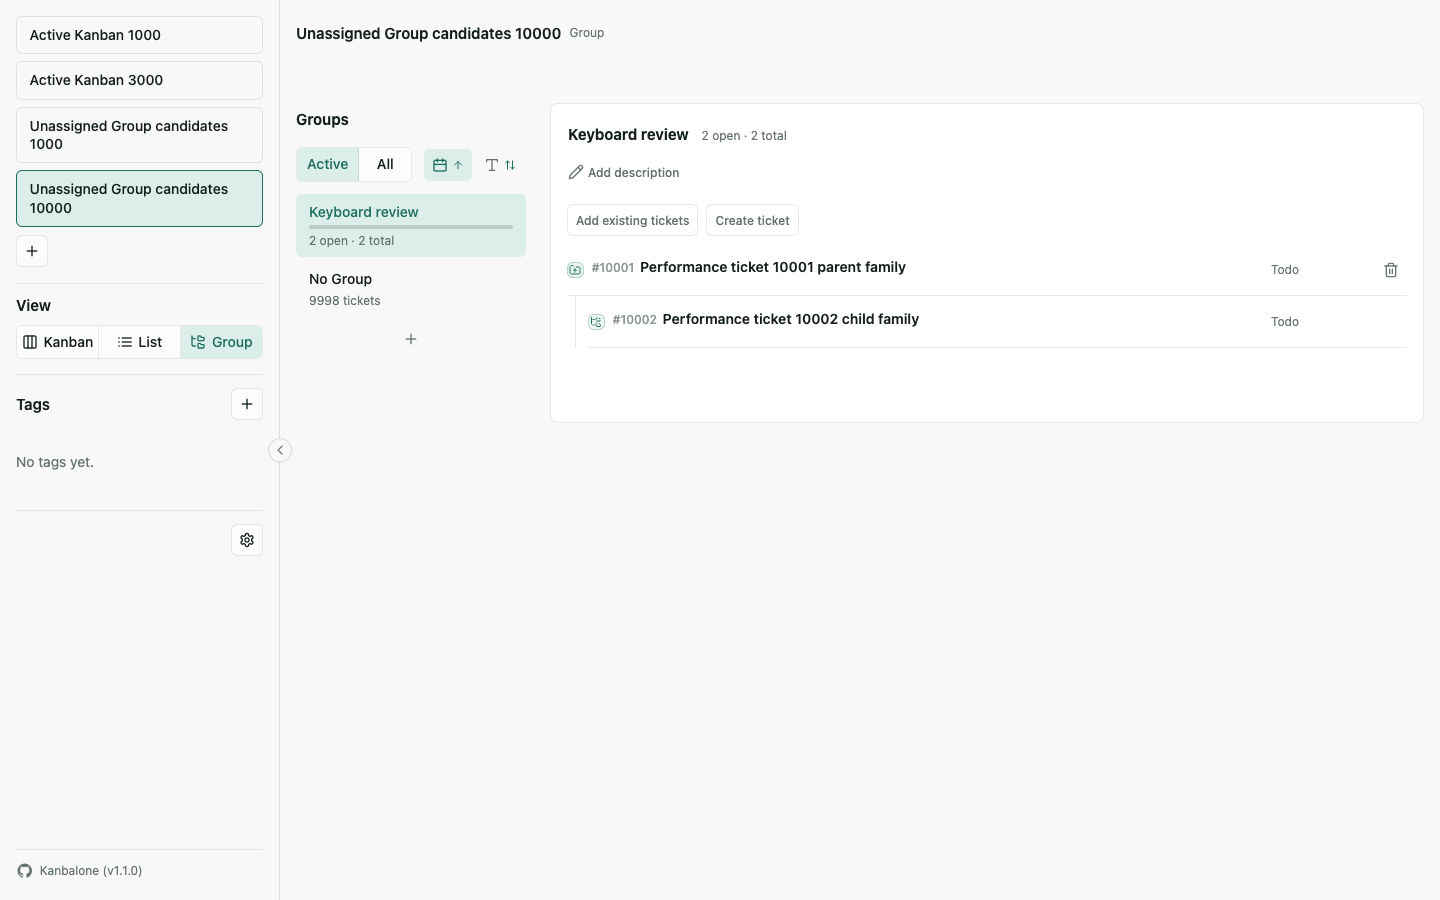 Active Kanban 1000
Active Kanban 3000
Unassigned Group candidates
1000
Unassigned Group candidates
10000
View
Kanban
List
Group
Tags
No tags yet.
Kanbalone (v1.1.0)
Unassigned Group candidates 10000 Group
Groups
Active
All
Keyboard review
2 open · 2 total
No Group
9998 tickets
Keyboard review 2 open · 2 total
Add description
Add existing tickets
Create ticket
#10001 Performance ticket 10001 parent family Todo
#10002 Performance ticket 10002 child family Todo